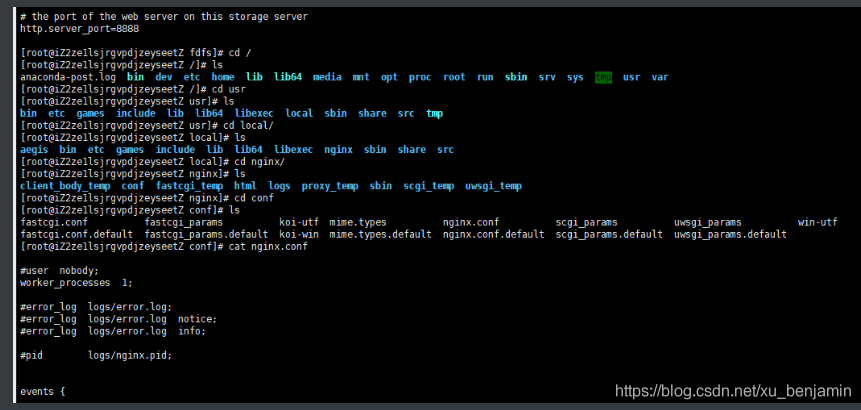 # the port of the web server on this storage server
http.server_port=8888
[root@iZ2ze1lsjrgvpdjzeyseetZ fdfs]# cd /
[root@iZ2ze1lsjrgvpdjzeyseetZ /]# ls
anaconda-post.log  bin  dev  etc  home  lib  lib64  media  mnt  opt  proc  root  run  sbin  srv  sys  tmp  usr  var
[root@iZ2ze1lsjrgvpdjzeyseetZ /]# cd usr
[root@iZ2ze1lsjrgvpdjzeyseetZ usr]# ls
bin  etc  games  include  lib  lib64  libexec  local  sbin  share  src  tmp
[root@iZ2ze1lsjrgvpdjzeyseetZ usr]# cd local/
[root@iZ2ze1lsjrgvpdjzeyseetZ local]# ls
aegis  bin  etc  games  include  lib  lib64  libexec  nginx  sbin  share  src
[root@iZ2ze1lsjrgvpdjzeyseetZ local]# cd nginx/
[root@iZ2ze1lsjrgvpdjzeyseetZ nginx]# ls
client_body_temp  conf  fastcgi_temp  html  logs  proxy_temp  sbin  scgi_temp  uwsgi_temp
[root@iZ2ze1lsjrgvpdjzeyseetZ nginx]# cd conf
[root@iZ2ze1lsjrgvpdjzeyseetZ conf]# ls
fastcgi.conf          fastcgi_params          koi-utf  mime.types          nginx.conf          scgi_params          uwsgi_params          win-utf
fastcgi.conf.default  fastcgi_params.default  koi-win  mime.types.default  nginx.conf.default  scgi_params.default  uwsgi_params.default
[root@iZ2ze1lsjrgvpdjzeyseetZ conf]# cat nginx.conf
#user  nobody;
worker_processes  1;
#error_log  logs/error.log;
#error_log  logs/error.log  notice;
#error_log  logs/error.log  info;
#pid        logs/nginx.pid;
events {
https://blog.csdn.net/xu_benjamin